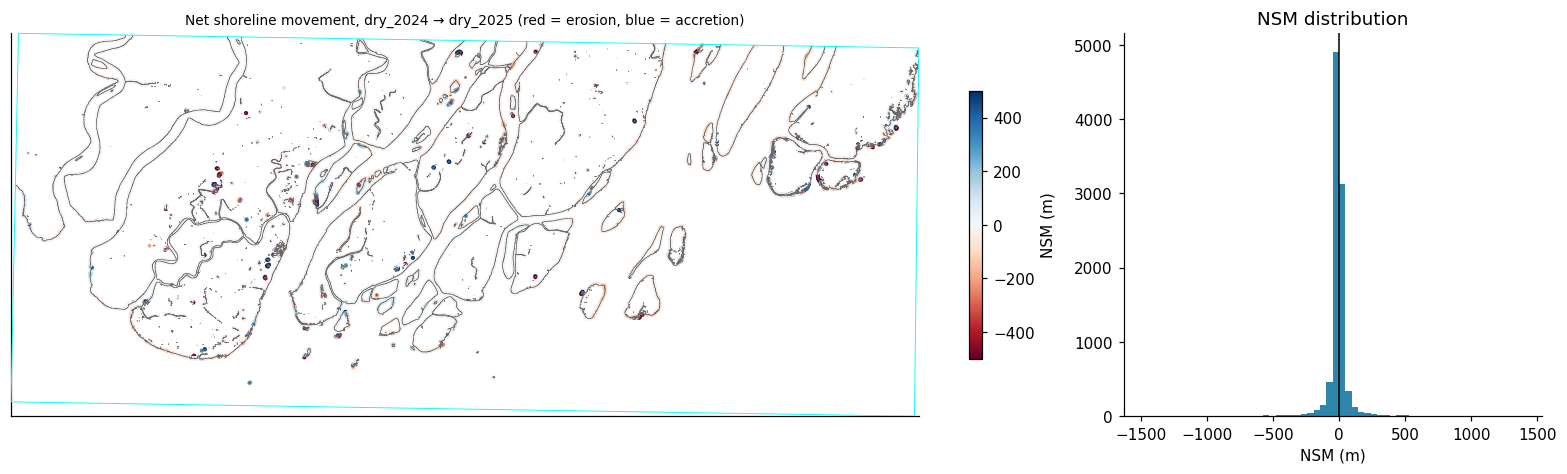 Net shoreline movement, dry_2024 → dry_2025 (red = erosion, blue = accretion)
400
200
0
−200
−400
NSM (m)
NSM distribution
5000
4000
3000
2000
1000
0
−1500 −1000 −500 0 500 1000 1500
NSM (m)